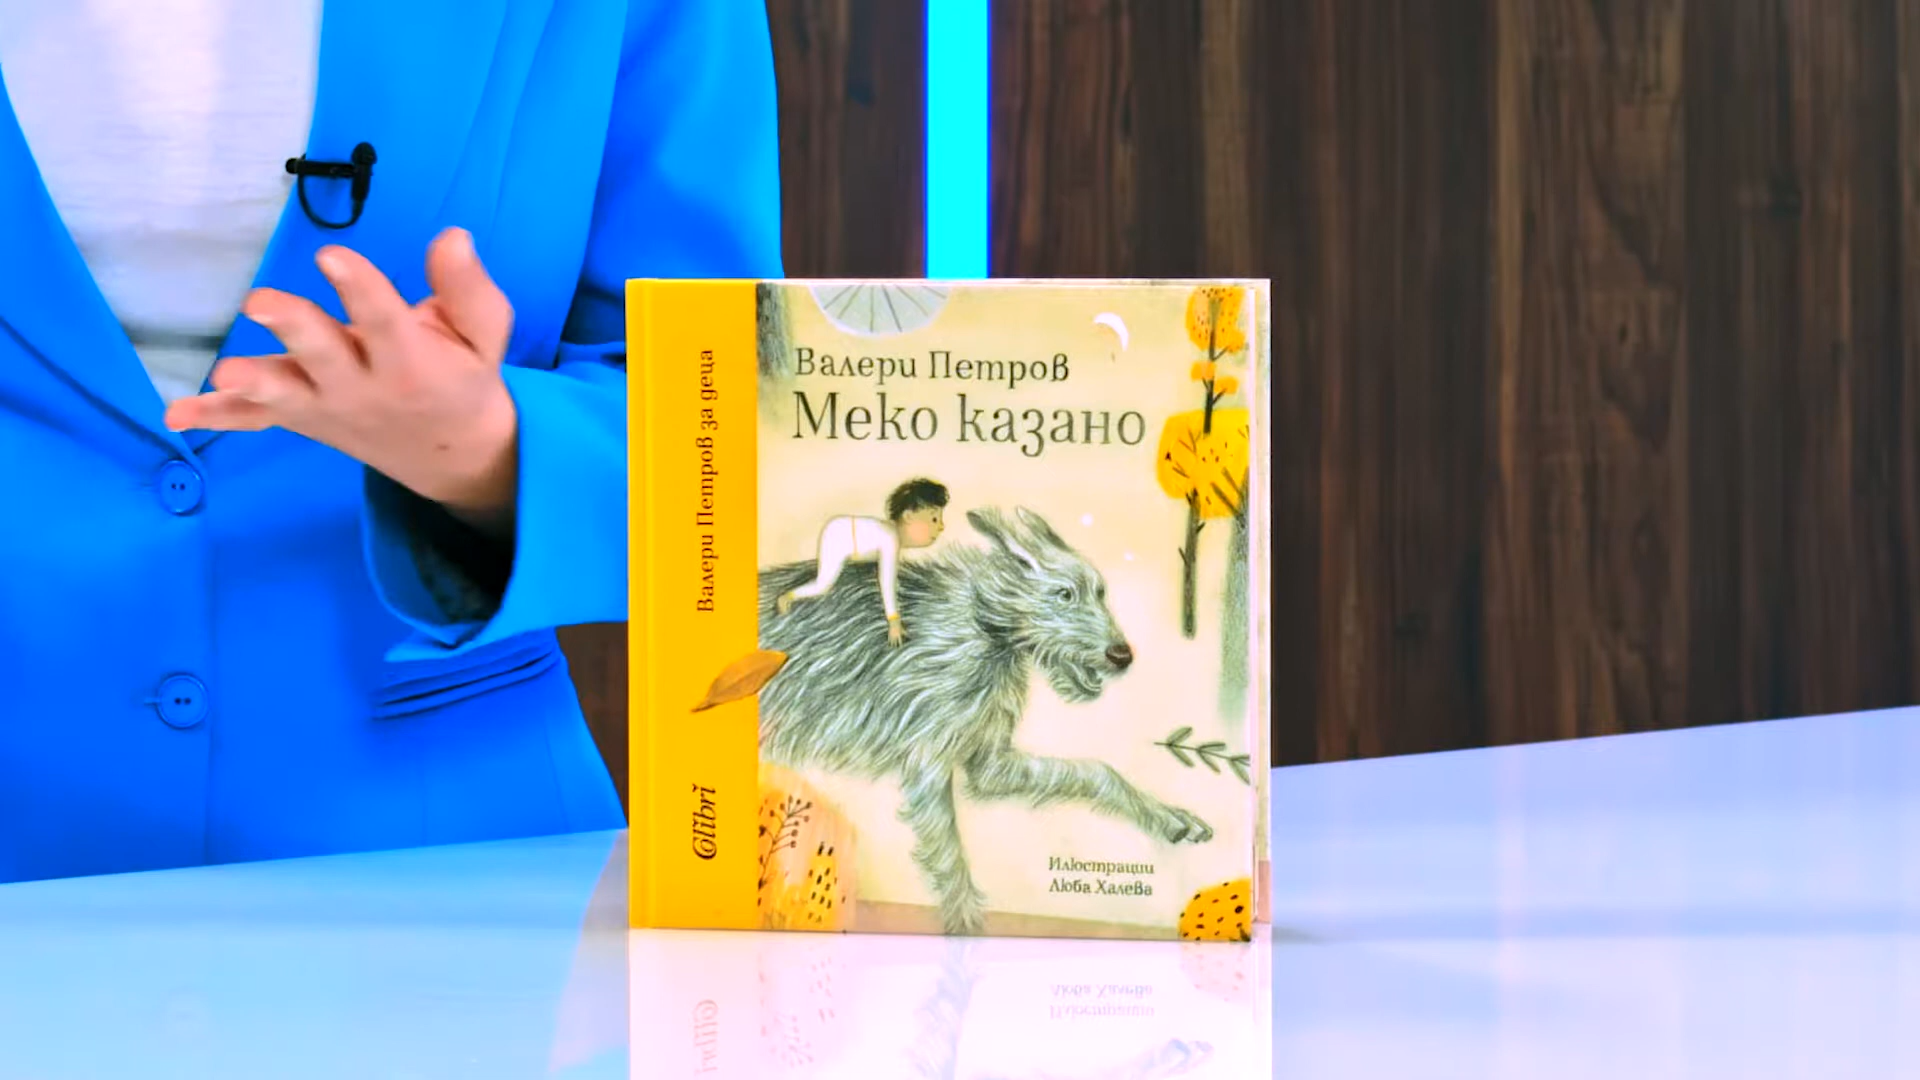 Валери Петров
Меко казано
Валери Петров за деца
Colibri
Илюстрации
Люба Халева